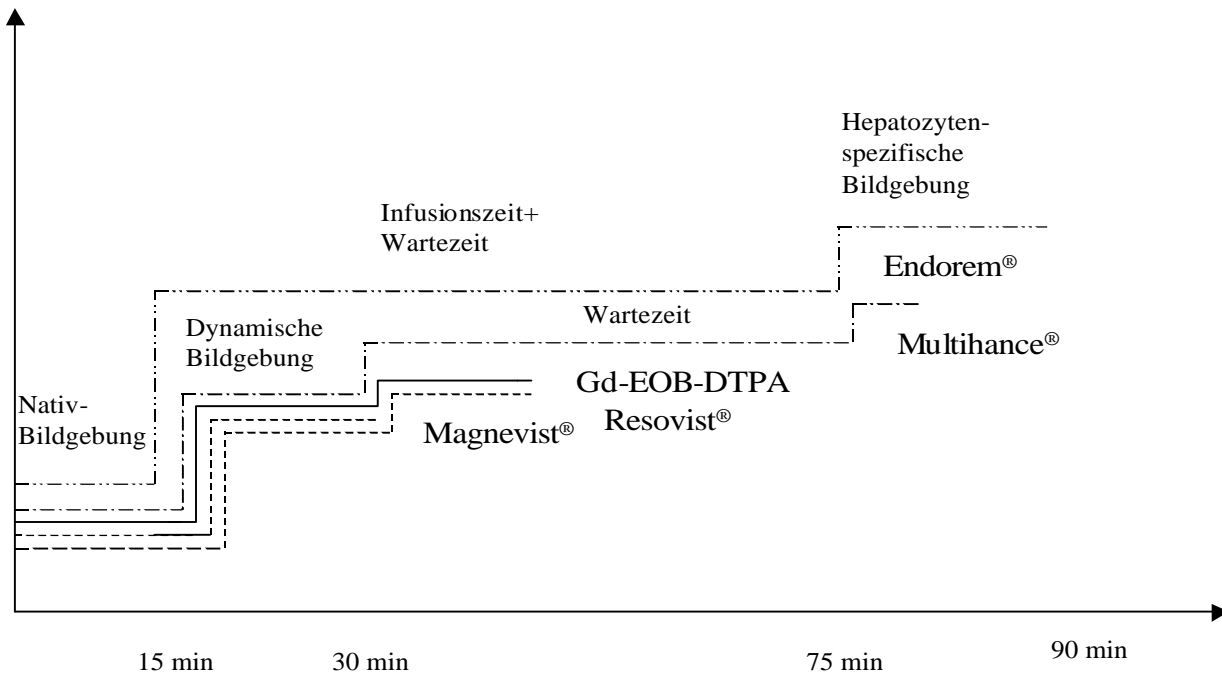 Hepatozyten-
spezifische
Bildgebung
Infusionszeit+
Wartezeit
Endorem®
Dynamische
Bildgebung
Wartezeit
Multihance®
Nativ-
Bildgebung
Gd-EOB-DTPA
Resovist®
Magnevist®
15 min
30 min
75 min
90 min